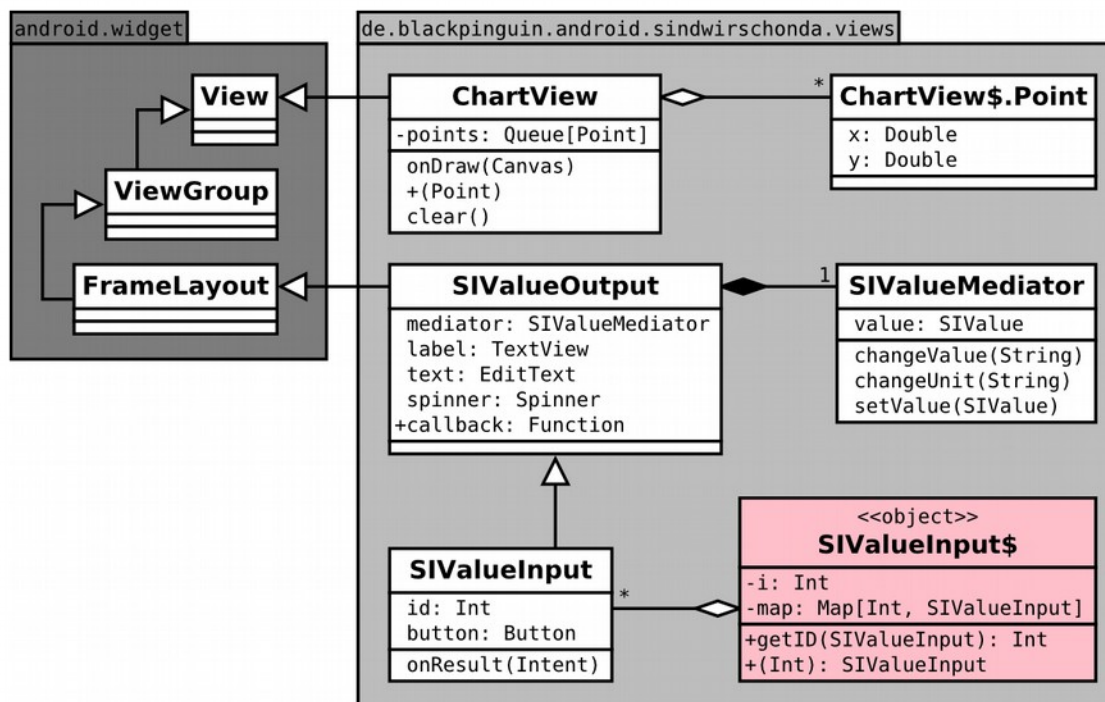 android.widget
View
ViewGroup
FrameLayout
de.blackpinguin.android.sindwirschonda.views
ChartView
-points: Queue[Point]
onDraw(Canvas)
+(Point)
clear()
*
ChartView$.Point
x: Double
y: Double
SIValueOutput
mediator: SIValueMediator
label: TextView
text: EditText
spinner: Spinner
+callback: Function
1
SIValueMediator
value: SIValue
changeValue(String)
changeUnit(String)
setValue(SIValue)
SIValueInput
id: Int
button: Button
onResult(Intent)
*
<<object>>
SIValueInput$
-i: Int
-map: Map[Int, SIValueInput]
+getID(SIValueInput): Int
+(Int): SIValueInput